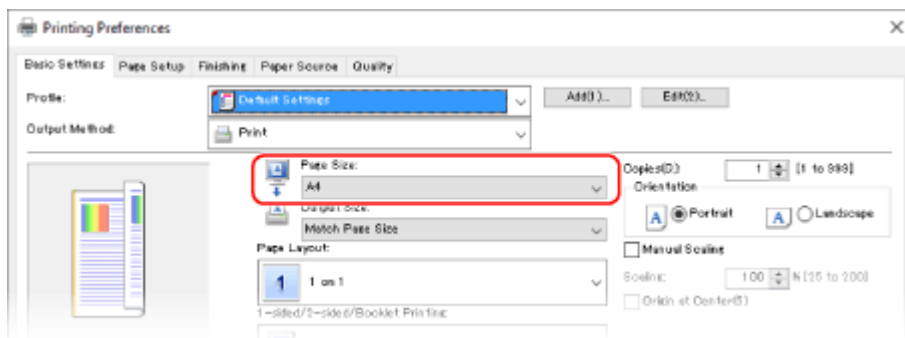 Printing Preferences
Basic Settings Page Setup Finishing Paper Source Quality
Profile: Default Settings Add(1)... Edit(2)...
Output Method: Print
Page Size:
A4
Output Size:
Match Page Size
Page Layout:
1 1 on 1
1-sided/2-sided/Booklet Printing:
Copies(D): 1 [1 to 999]
Orientation
A Portrait A Landscape
Manual Scaling
Scaling: 100 % [25 to 200]
Origin at Center(5)